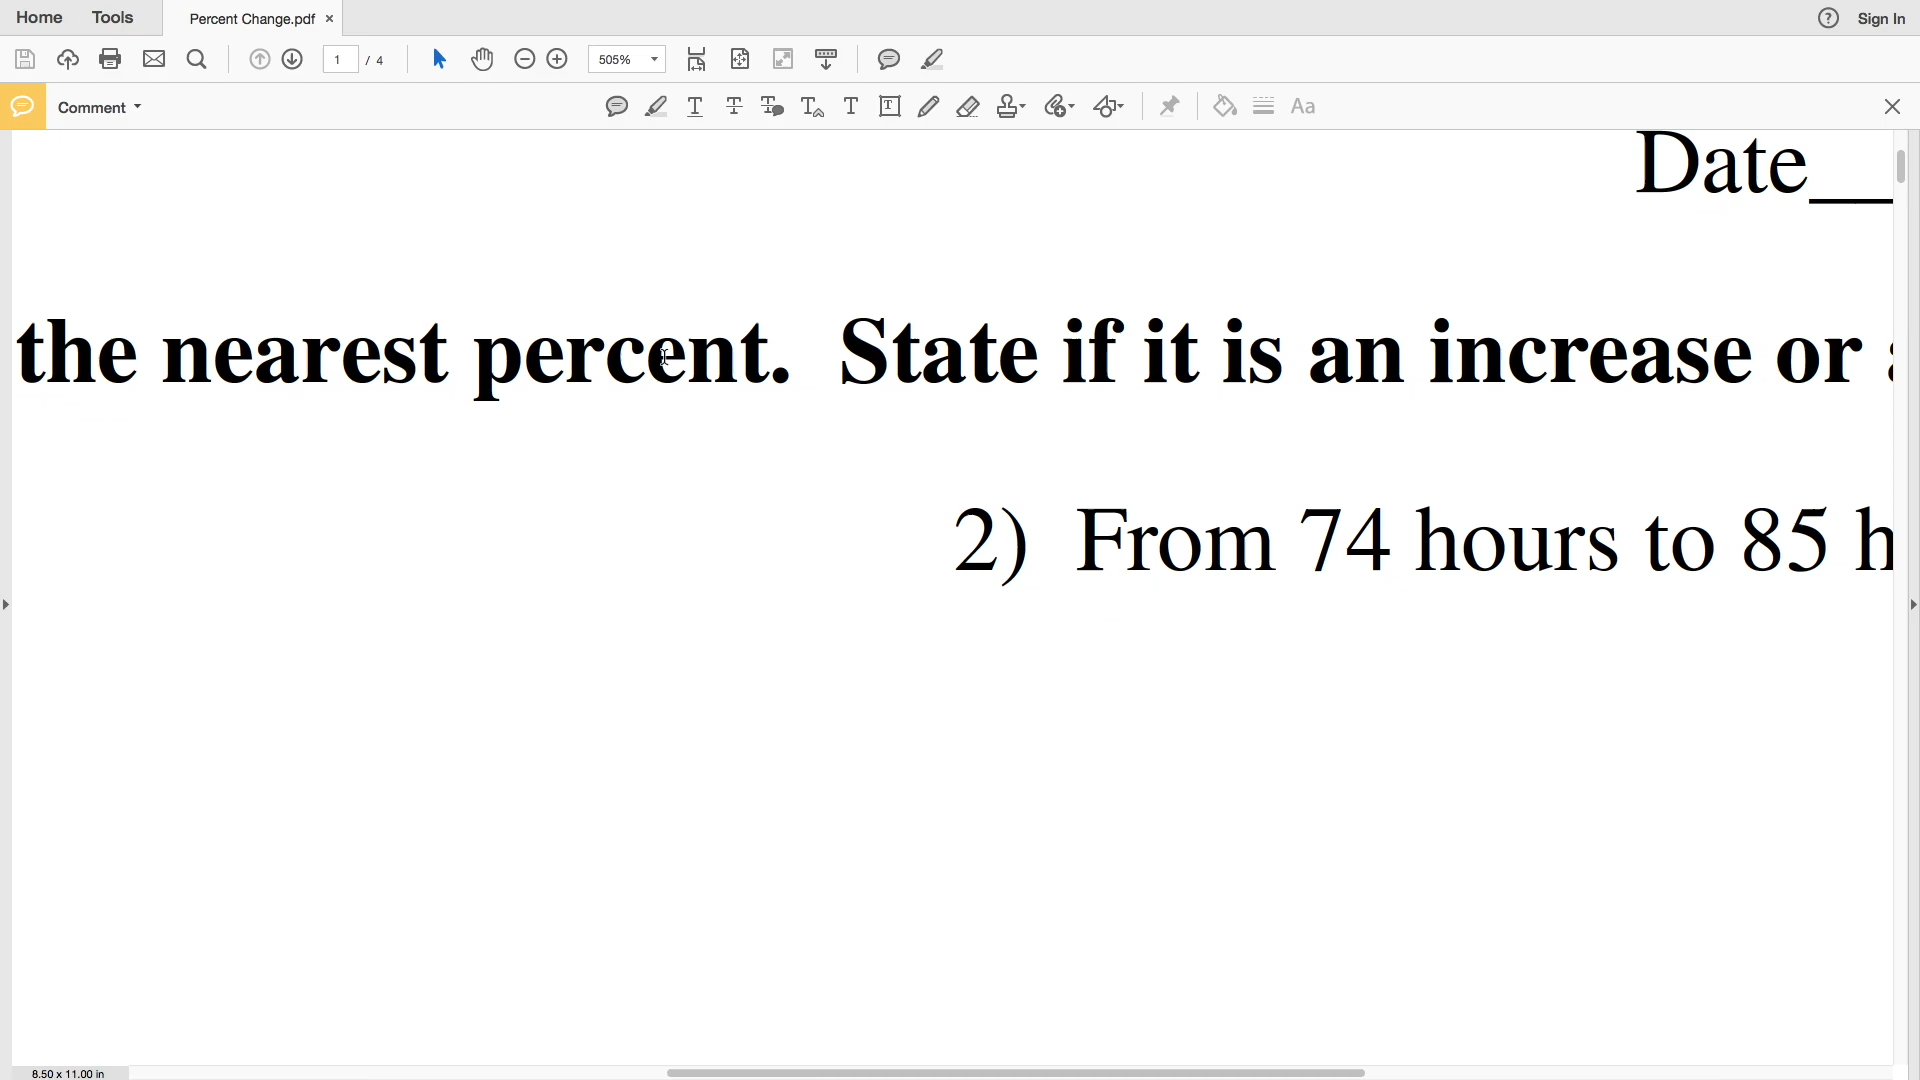 Home Tools Percent Change.pdf × ? Sign In
1 / 4 505%
Comment Aa
Date___
the nearest percent. State if it is an increase or
2) From 74 hours to 85 h
8.50 x 11.00 in